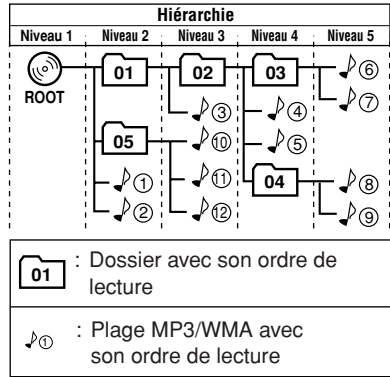 Hiérarchie
Niveau 1 Niveau 2 Niveau 3 Niveau 4 Niveau 5
ROOT 01 02 03 ⑥
③ ④ ⑦
05 ⑩ ⑤
① ⑪ 04 ⑧
② ⑫ ⑨
01 : Dossier avec son ordre de
lecture
① : Plage MP3/WMA avec
son ordre de lecture